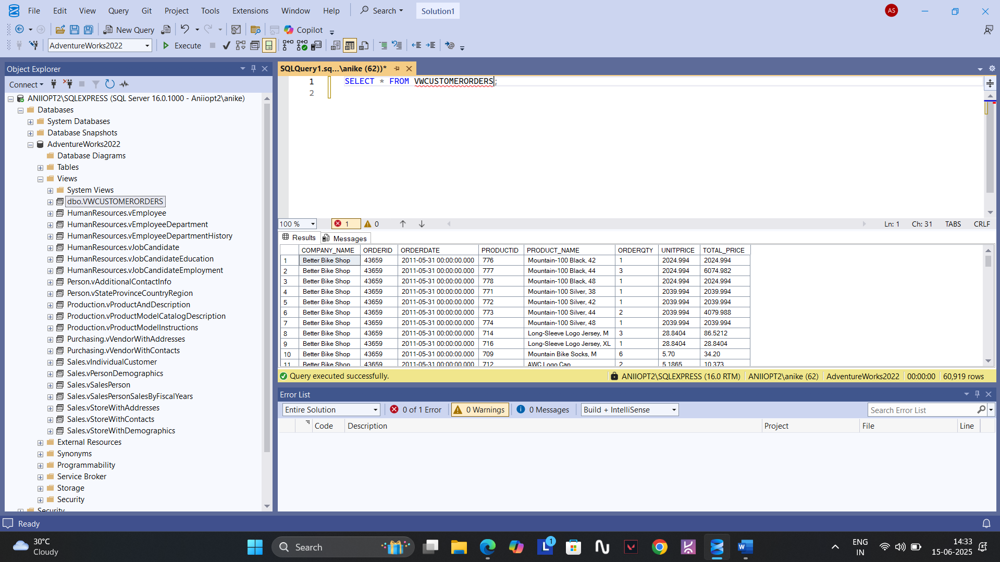 File Edit View Query Git Project Tools Extensions Window Help Search Solution1 AS
New Query Copilot
AdventureWorks2022 Execute
Object Explorer
Connect
ANIIOPT2\SQLEXPRESS (SQL Server 16.0.1000 - Aniiopt2\anike)
Databases
System Databases
Database Snapshots
AdventureWorks2022
Database Diagrams
Tables
Views
System Views
dbo.VWCUSTOMERORDERS
HumanResources.vEmployee
HumanResources.vEmployeeDepartment
HumanResources.vEmployeeDepartmentHistory
HumanResources.vJobCandidate
HumanResources.vJobCandidateEducation
HumanResources.vJobCandidateEmployment
Person.vAdditionalContactInfo
Person.vStateProvinceCountryRegion
Production.vProductAndDescription
Production.vProductModelCatalogDescription
Production.vProductModelInstructions
Purchasing.vVendorWithAddresses
Purchasing.vVendorWithContacts
Sales.vIndividualCustomer
Sales.vPersonDemographics
Sales.vSalesPerson
Sales.vSalesPersonSalesByFiscalYears
Sales.vStoreWithAddresses
Sales.vStoreWithContacts
Sales.vStoreWithDemographics
External Resources
Synonyms
Programmability
Service Broker
Storage
Security
Security
SQLQuery1.sq...\anike (62))*
1 SELECT * FROM VWCUSTOMERORDERS;
2
100 % 1 0 Ln: 1 Ch: 31 TABS CRLF
Results Messages
COMPANY_NAME ORDERID ORDERDATE PRODUCTID PRODUCT_NAME ORDERQTY UNITPRICE TOTAL_PRICE
1 Better Bike Shop 43659 2011-05-31 00:00:00.000 776 Mountain-100 Black, 42 1 2024.994 2024.994
2 Better Bike Shop 43659 2011-05-31 00:00:00.000 777 Mountain-100 Black, 44 3 2024.994 6074.982
3 Better Bike Shop 43659 2011-05-31 00:00:00.000 778 Mountain-100 Black, 48 1 2024.994 2024.994
4 Better Bike Shop 43659 2011-05-31 00:00:00.000 771 Mountain-100 Silver, 38 1 2039.994 2039.994
5 Better Bike Shop 43659 2011-05-31 00:00:00.000 772 Mountain-100 Silver, 42 1 2039.994 2039.994
6 Better Bike Shop 43659 2011-05-31 00:00:00.000 773 Mountain-100 Silver, 44 2 2039.994 4079.988
7 Better Bike Shop 43659 2011-05-31 00:00:00.000 774 Mountain-100 Silver, 48 1 2039.994 2039.994
8 Better Bike Shop 43659 2011-05-31 00:00:00.000 714 Long-Sleeve Logo Jersey, M 3 28.8404 86.5212
9 Better Bike Shop 43659 2011-05-31 00:00:00.000 716 Long-Sleeve Logo Jersey, XL 1 28.8404 28.8404
10 Better Bike Shop 43659 2011-05-31 00:00:00.000 709 Mountain Bike Socks, M 6 5.70 34.20
11 Better Bike Shop 43659 2011-05-31 00:00:00.000 712 AWC Logo Cap 2 5.1865 10.373
Query executed successfully. ANIIOPT2\SQLEXPRESS (16.0 RTM) ANIIOPT2\anike (62) AdventureWorks2022 00:00:00 60,919 rows
Error List
Entire Solution 0 of 1 Error 0 Warnings 0 Messages Build + IntelliSense Search Error List
Code Description Project File Line
Ready
30°C
Cloudy
Search
1
ENG
IN
14:33
15-06-2025